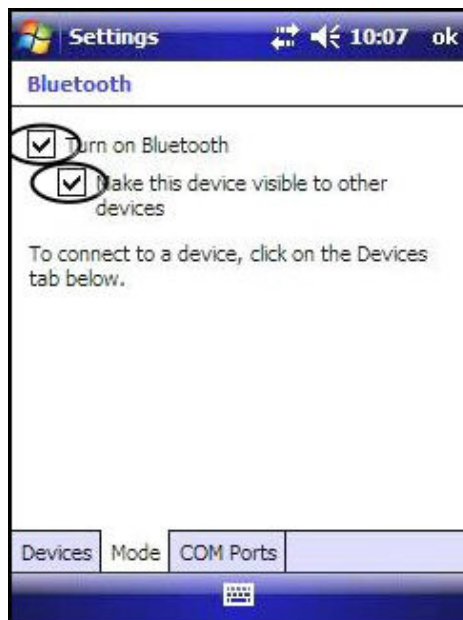 Settings 10:07 ok
Bluetooth
Turn on Bluetooth
Make this device visible to other
devices
To connect to a device, click on the Devices
tab below.
Devices Mode COM Ports